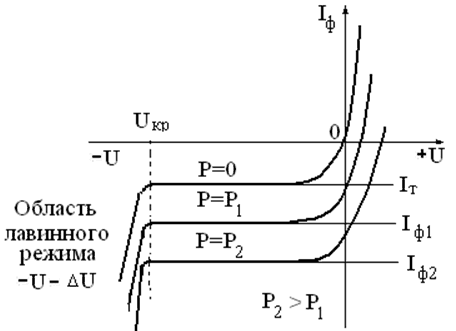 Iф
Uкр
0
−U
+U
P=0
Iт
P=P1
Iф1
Область
лавинного
режима
−U − ΔU
P=P2
Iф2
P2 > P1